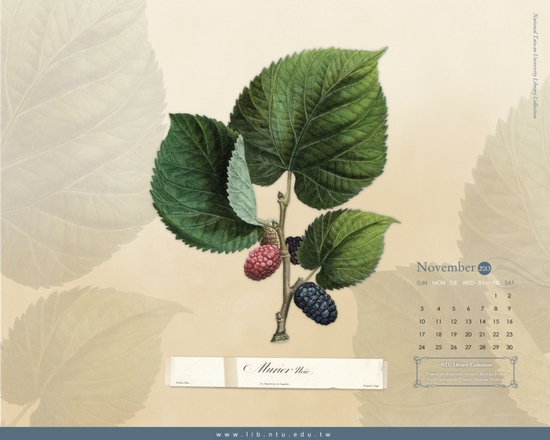 National Taiwan University Library Collection
Murier Noir.
November 2013
SUN MON TUE WED THU FRI SAT
1 2
3 4 5 6 7 8 9
10 11 12 13 14 15 16
17 18 19 20 21 22 23
24 25 26 27 28 29 30
NTU Library Collection
www.lib.ntu.edu.tw